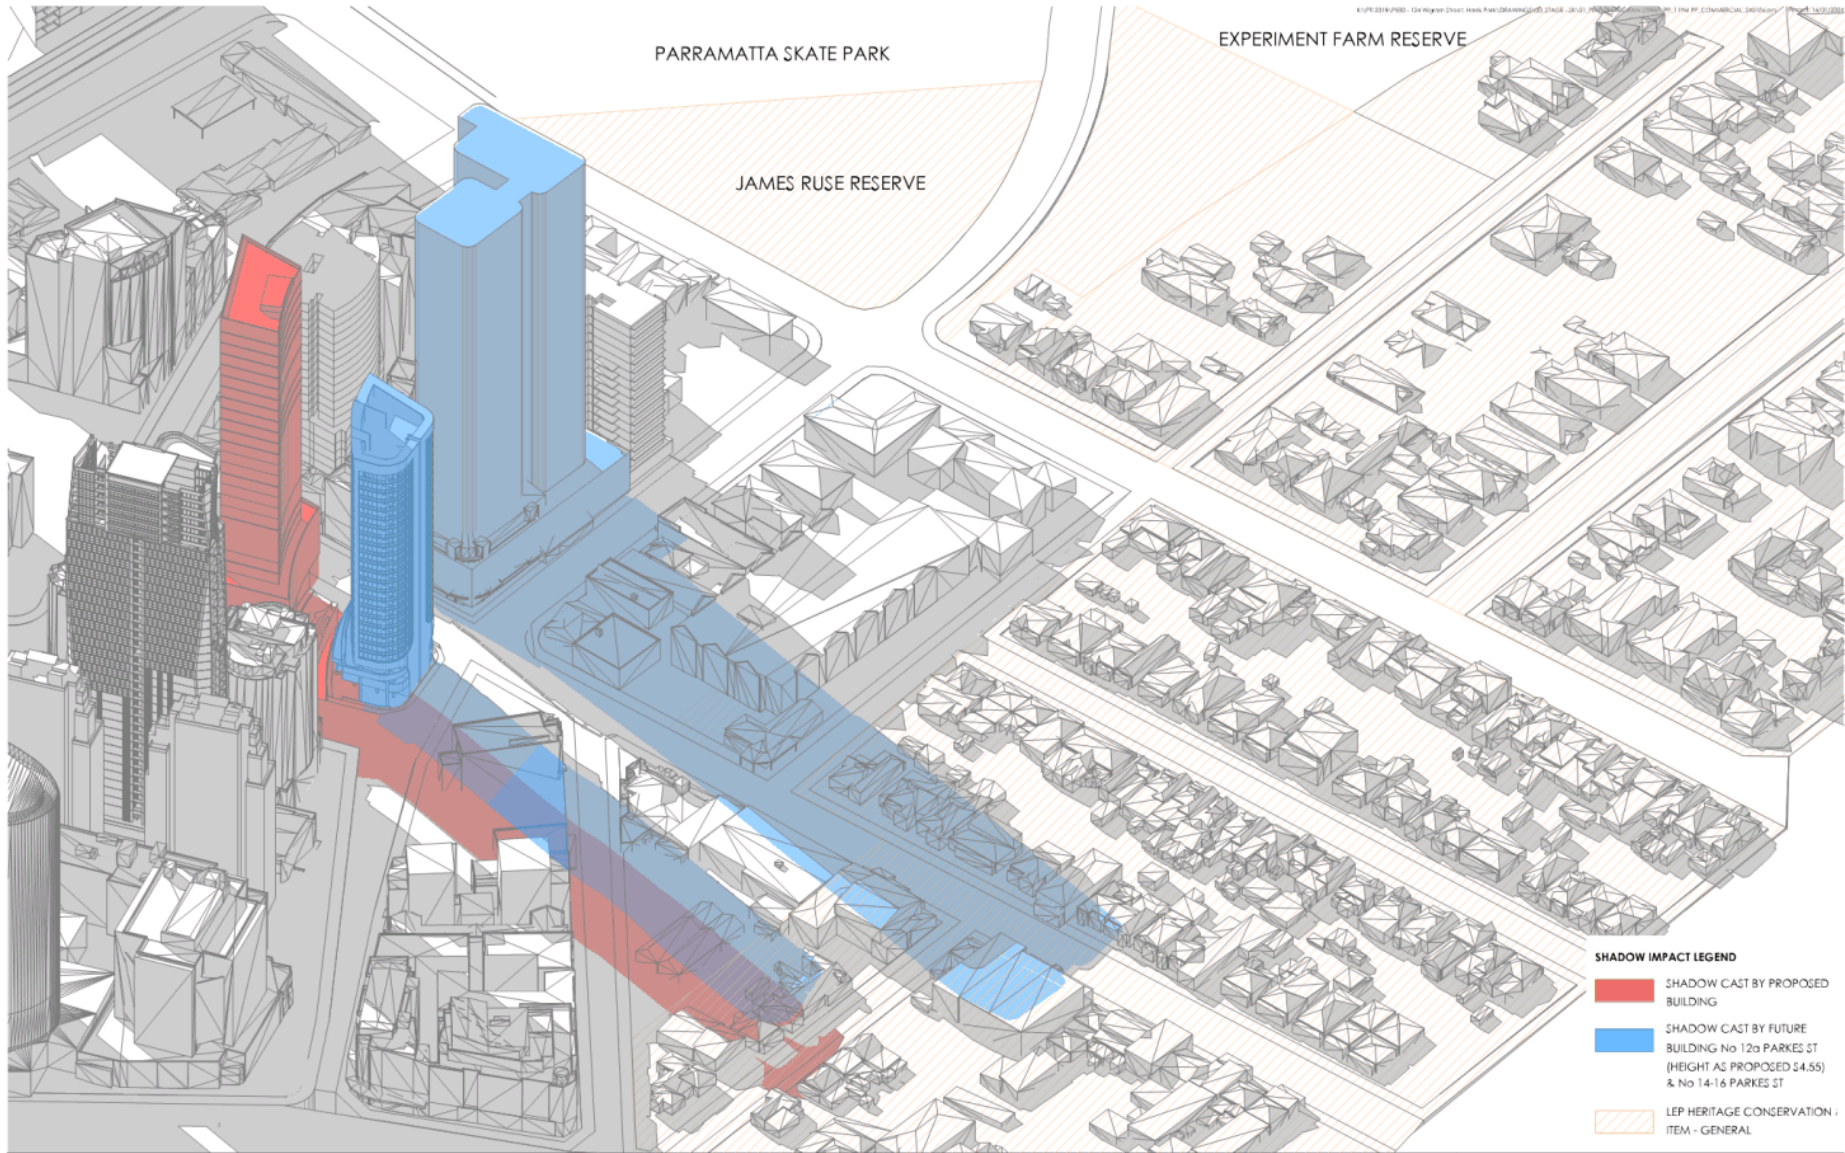 PARRAMATTA SKATE PARK
EXPERIMENT FARM RESERVE
JAMES RUSE RESERVE
SHADOW IMPACT LEGEND
SHADOW CAST BY PROPOSED
BUILDING
SHADOW CAST BY FUTURE
BUILDING No 12a PARKES ST
(HEIGHT AS PROPOSED S4.55)
& No 14-16 PARKES ST
LEP HERITAGE CONSERVATION
ITEM - GENERAL